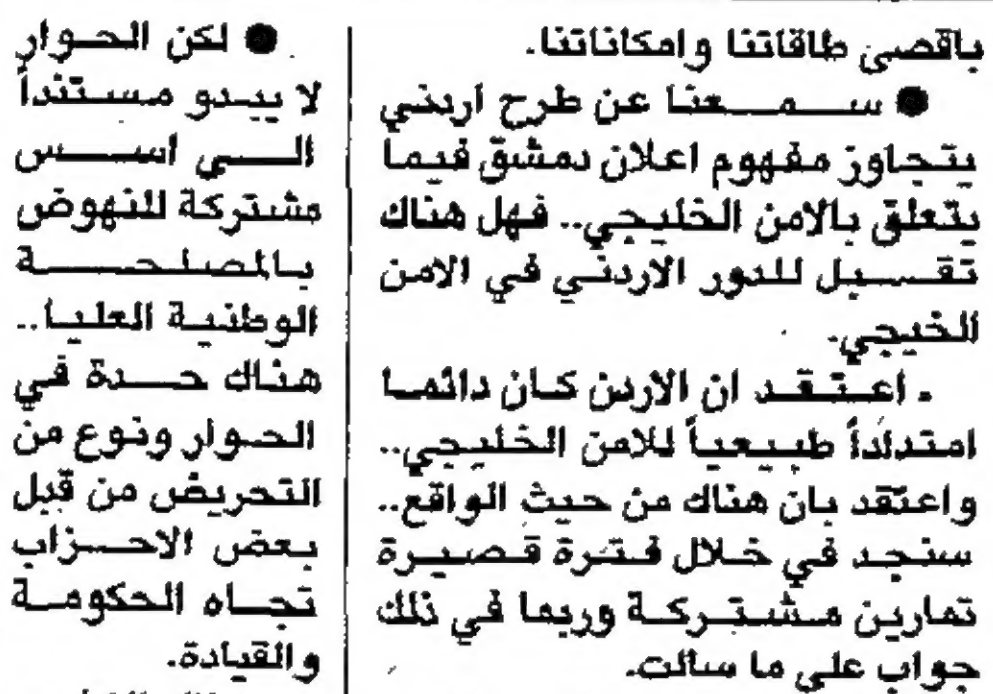 باقصى طاقاتنا وامكاناتنا.
● سمعنا عن طرح اردني
يتجاوز مفهوم اعلان دمشق فيما
يتعلق بالامن الخليجي.. فهل هناك
تقبل للدور الاردني في الامن
الخيجي.
ـ اعتقد ان الاردن كان دائما
امتداداً طبيعياً للامن الخليجي..
واعتقد بان هناك من حيث الواقع..
سنجد في خلال فترة قصيرة
تمارين مشتركة وربما في ذلك
جواب على ما سالت.
● لكن الحوار
لا يبدو مستنداً
الى اسس
مشتركة للنهوض
بالمصلحة
الوطنية العليا..
هناك حدة في
الحوار ونوع من
التحريض من قبل
بعض الاحزاب
تجاه الحكومة
والقيادة.